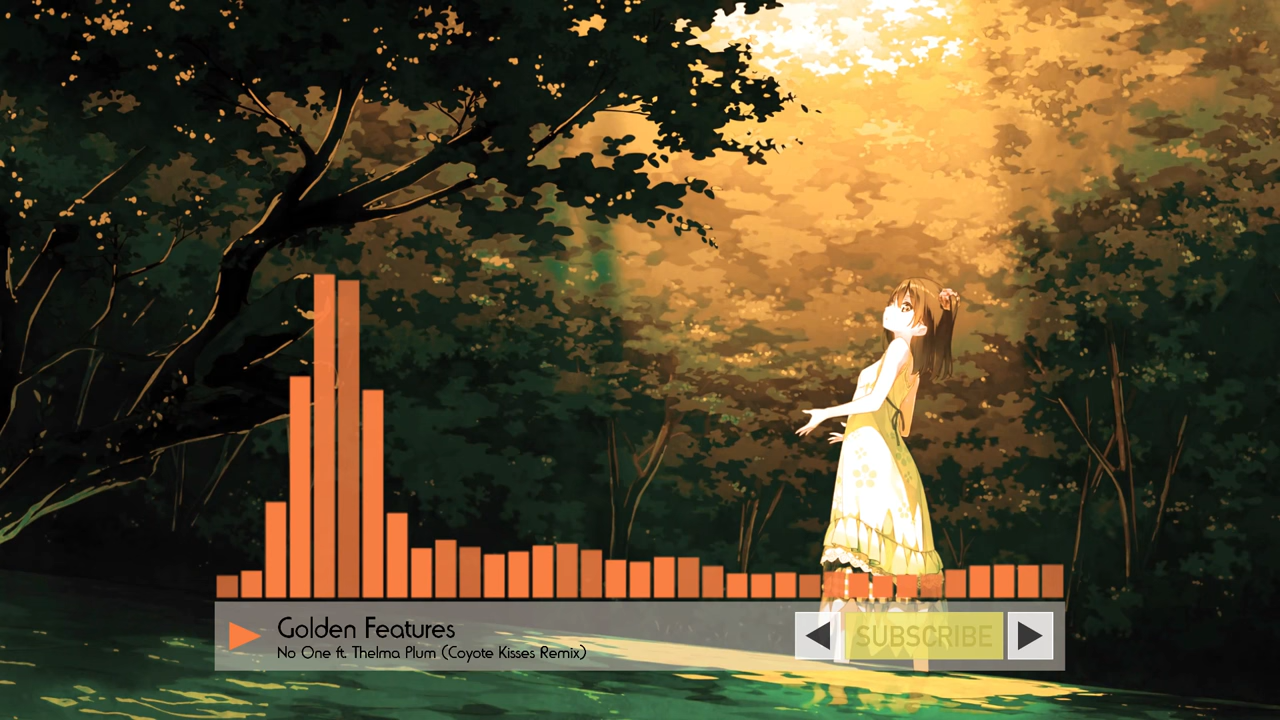 Golden Features
No One ft. Thelma Plum (Coyote Kisses Remix)
SUBSCRIBE